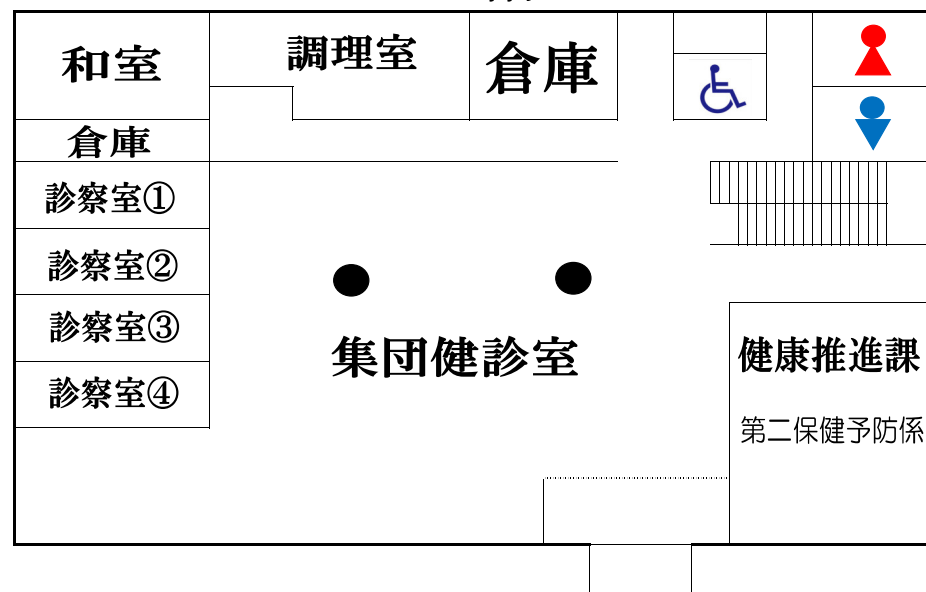 和室
調理室
倉庫
倉庫
診察室①
診察室②
診察室③
診察室④
集団健診室
健康推進課
第二保健予防係